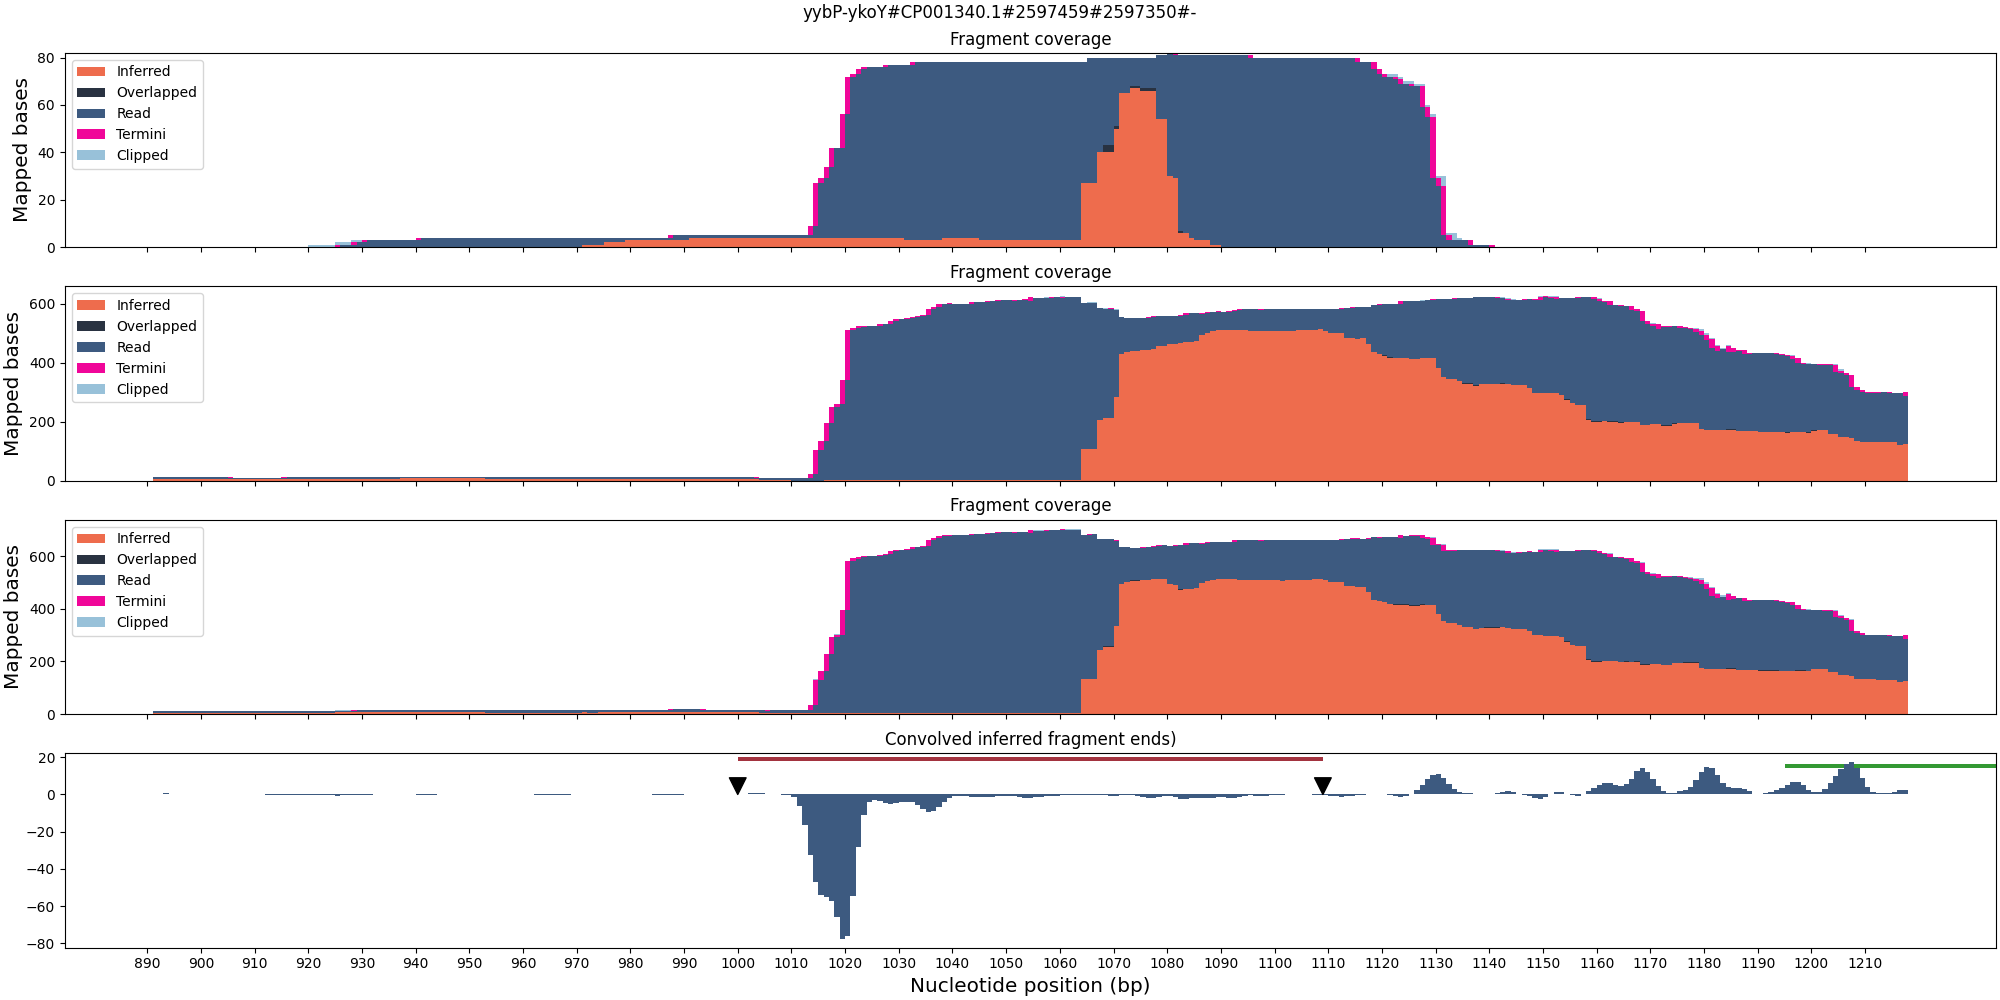 yybP-ykoY#CP001340.1#2597459#2597350#-
Fragment coverage
Mapped bases
80
60
40
20
0
Inferred
Overlapped
Read
Termini
Clipped
Fragment coverage
Mapped bases
600
400
200
0
Inferred
Overlapped
Read
Termini
Clipped
Fragment coverage
Mapped bases
600
400
200
0
Inferred
Overlapped
Read
Termini
Clipped
Convolved inferred fragment ends)
20
0
−20
−40
−60
−80
890 900 910 920 930 940 950 960 970 980 990 1000 1010 1020 1030 1040 1050 1060 1070 1080 1090 1100 1110 1120 1130 1140 1150 1160 1170 1180 1190 1200 1210
Nucleotide position (bp)